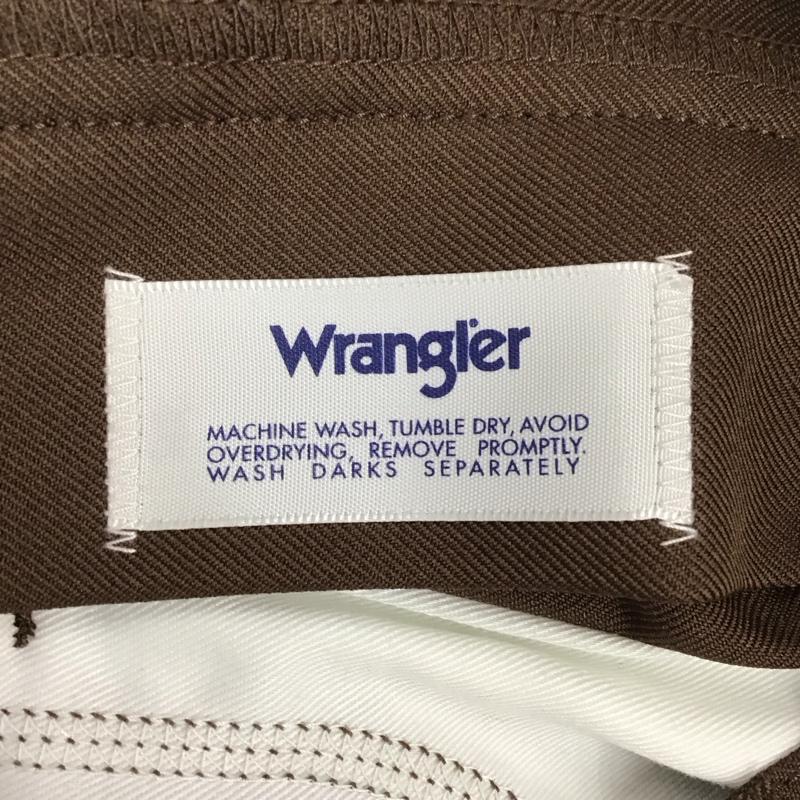 Wrangler
MACHINE WASH, TUMBLE DRY, AVOID
OVERDRYING, REMOVE PROMPTLY.
WASH DARKS SEPARATELY